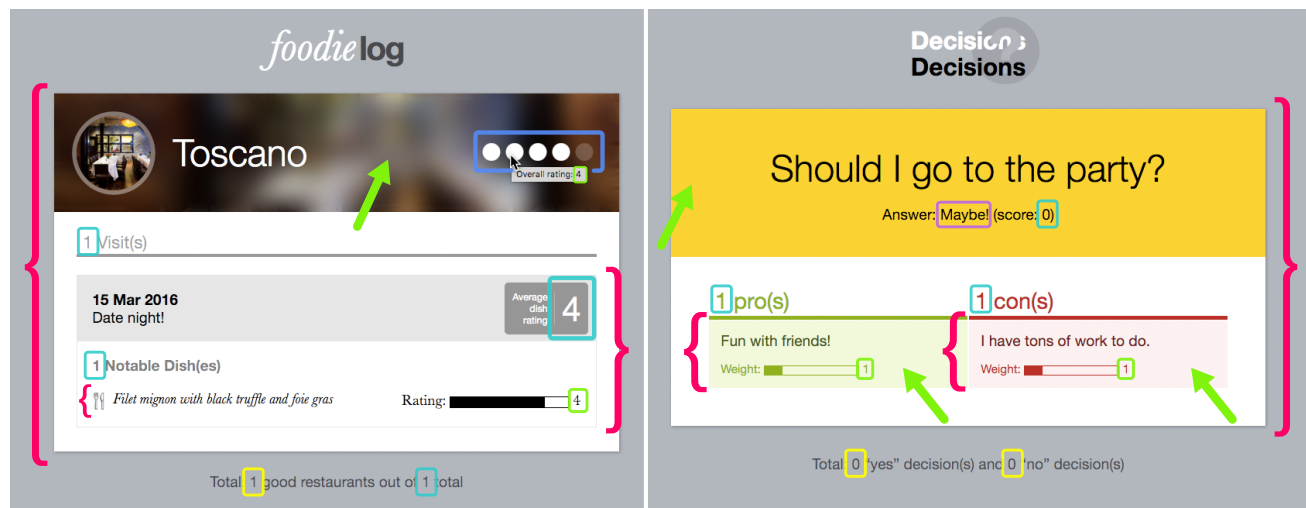 foodielog
Toscano
Overall rating: 4
1 Visit(s)
15 Mar 2016
Date night!
Average
dish
rating
4
1 Notable Dish(es)
Filet mignon with black truffle and foie gras
Rating: 4
Total 1 good restaurants out of 1 total
Decisions
Decisions
Should I go to the party?
Answer: Maybe! (score: 0)
1 pro(s)
1 con(s)
Fun with friends!
I have tons of work to do.
Weight: 1
Weight: 1
Total 0 “yes” decision(s) and 0 “no” decision(s)